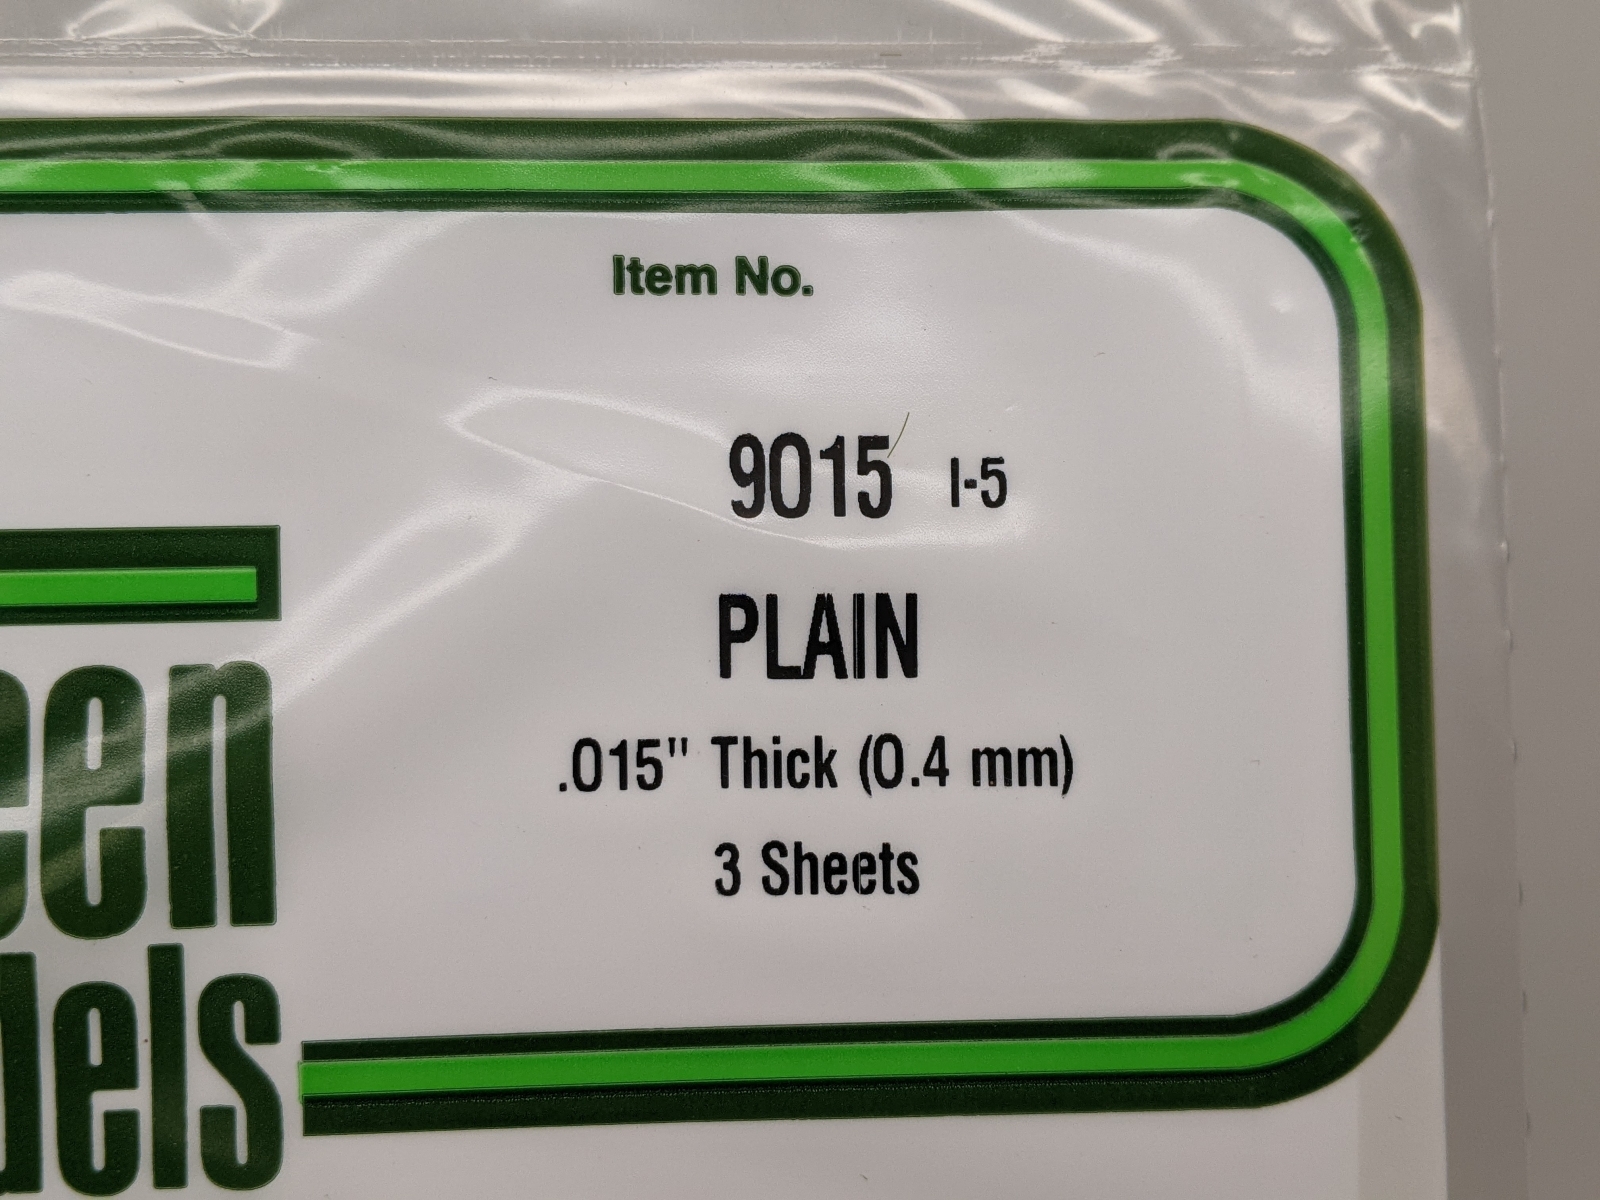 Item No.
9015 I-5
PLAIN
.015" Thick (0.4 mm)
3 Sheets